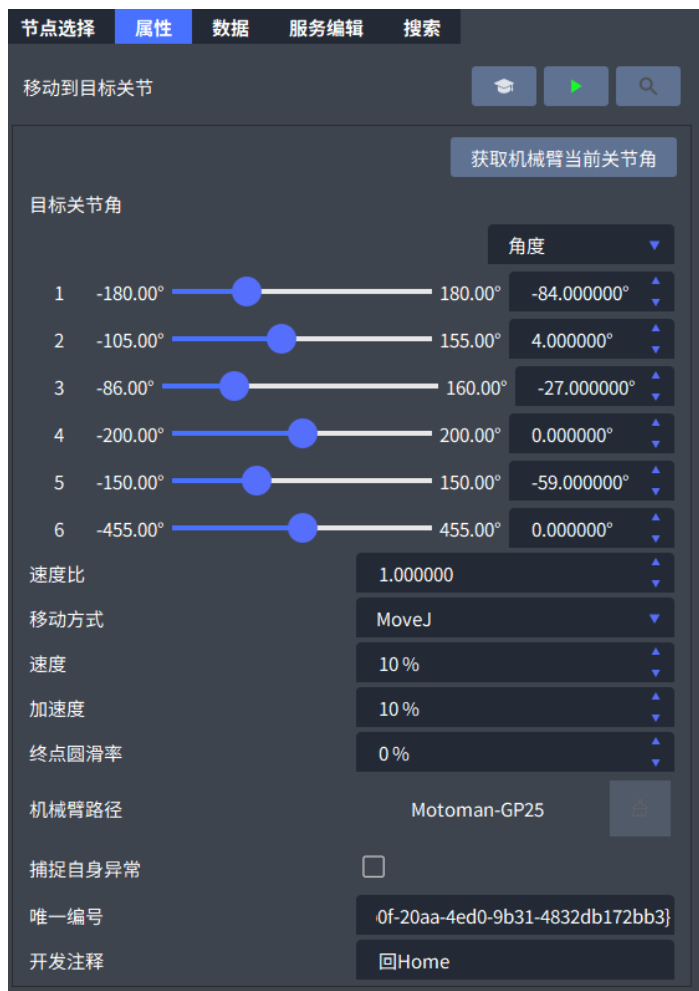 节点选择 属性 数据 服务编辑 搜索
移动到目标关节
获取机械臂当前关节角
目标关节角
角度
1 -180.00° 180.00° -84.000000°
2 -105.00° 155.00° 4.000000°
3 -86.00° 160.00° -27.000000°
4 -200.00° 200.00° 0.000000°
5 -150.00° 150.00° -59.000000°
6 -455.00° 455.00° 0.000000°
速度比 1.000000
移动方式 MoveJ
速度 10 %
加速度 10 %
终点圆滑率 0 %
机械臂路径 Motoman-GP25
捕捉自身异常
唯一编号 0f-20aa-4ed0-9b31-4832db172bb3}
开发注释 回Home